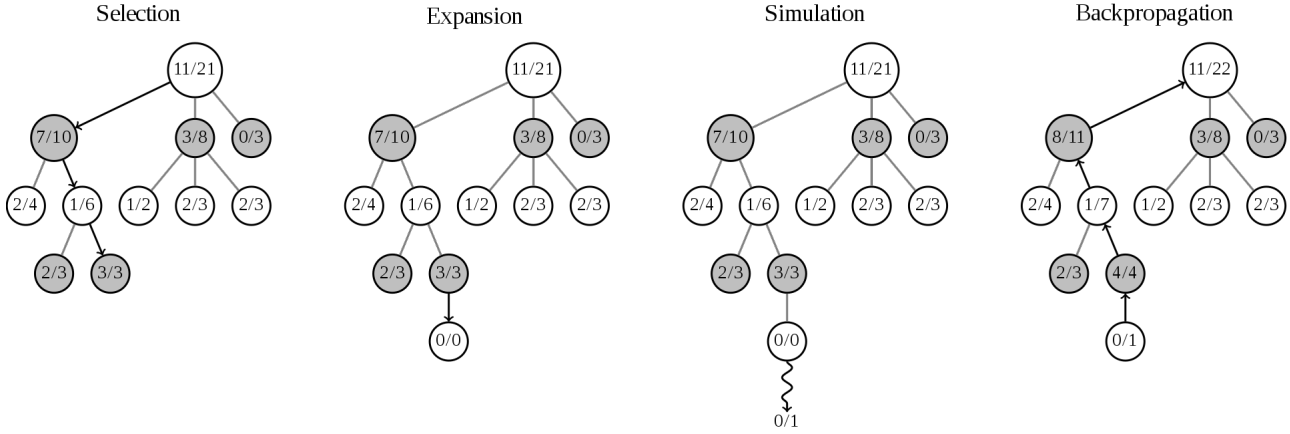 Selection
11/21
7/10 3/8 0/3
2/4 1/6 1/2 2/3 2/3
2/3 3/3
Expansion
11/21
7/10 3/8 0/3
2/4 1/6 1/2 2/3 2/3
2/3 3/3
0/0
Simulation
11/21
7/10 3/8 0/3
2/4 1/6 1/2 2/3 2/3
2/3 3/3
0/0
0/1
Backpropagation
11/22
8/11 3/8 0/3
2/4 1/7 1/2 2/3 2/3
2/3 4/4
0/1